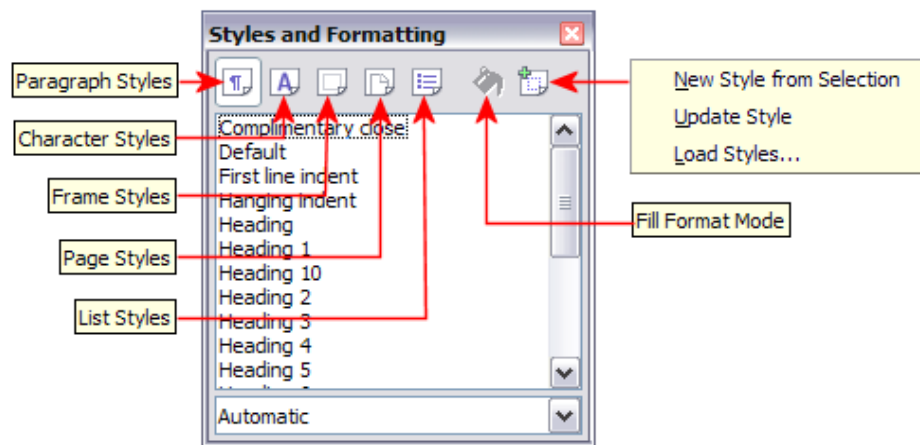 Styles and Formatting
Paragraph Styles
Character Styles
Frame Styles
Page Styles
List Styles
New Style from Selection
Update Style
Load Styles...
Fill Format Mode
Complimentary close
Default
First line indent
Hanging indent
Heading
Heading 1
Heading 10
Heading 2
Heading 3
Heading 4
Heading 5
Automatic